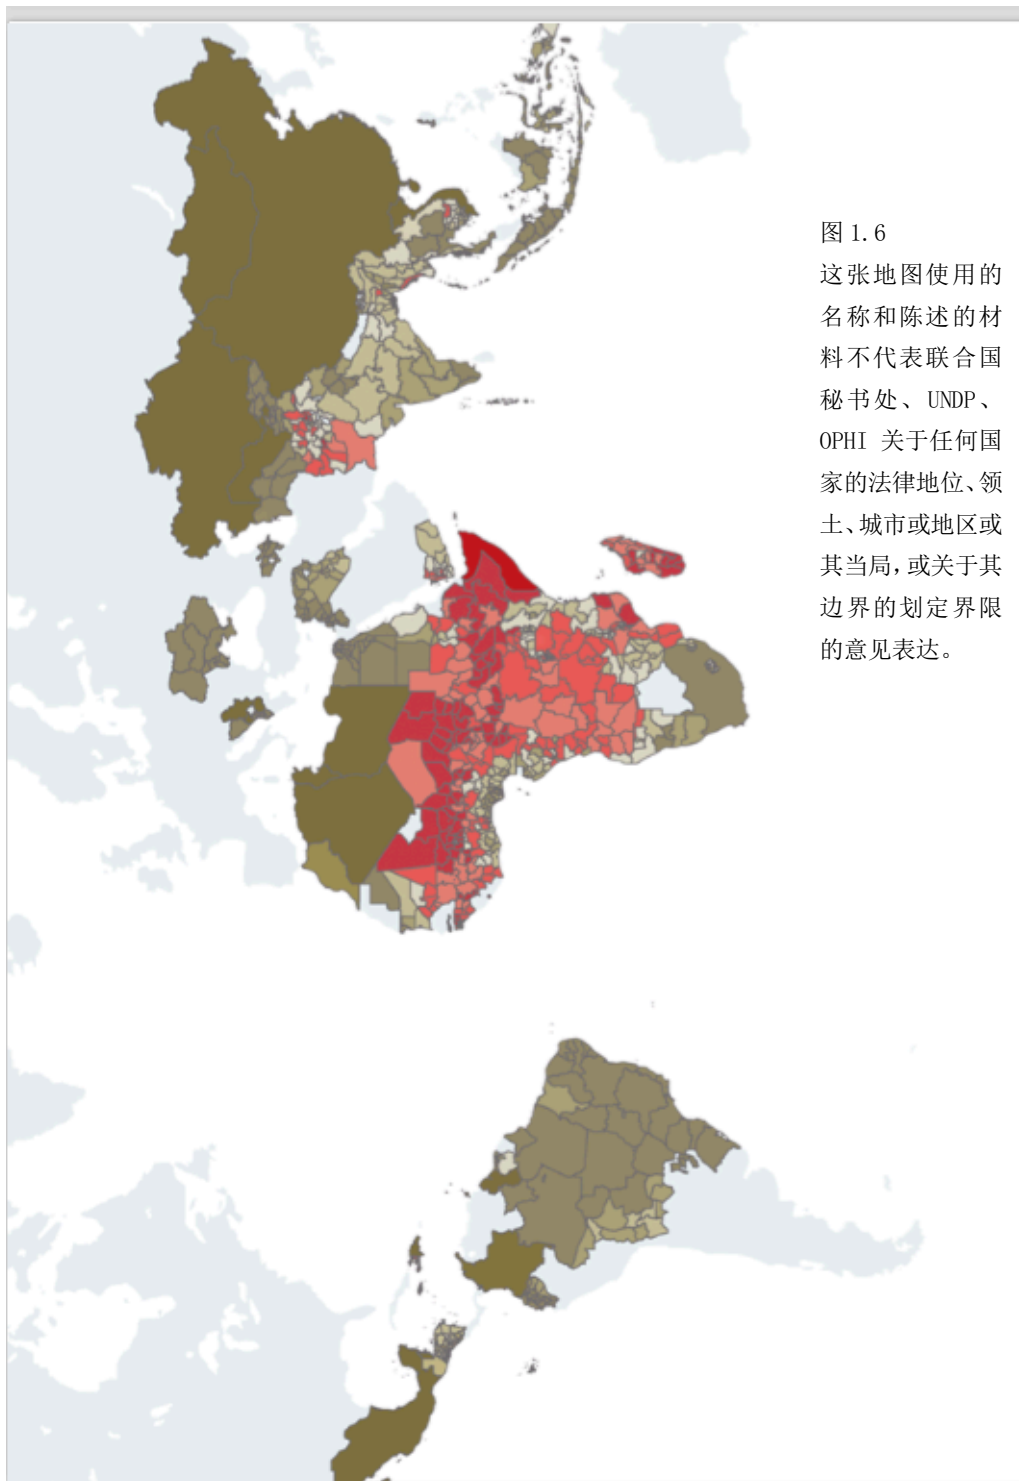 图 1.6
这张地图使用的
名称和陈述的材
料不代表联合国
秘书处、UNDP、
OPHI 关于任何国
家的法律地位、领
土、城市或地区或
其当局，或关于其
边界的划定界限
的意见表达。